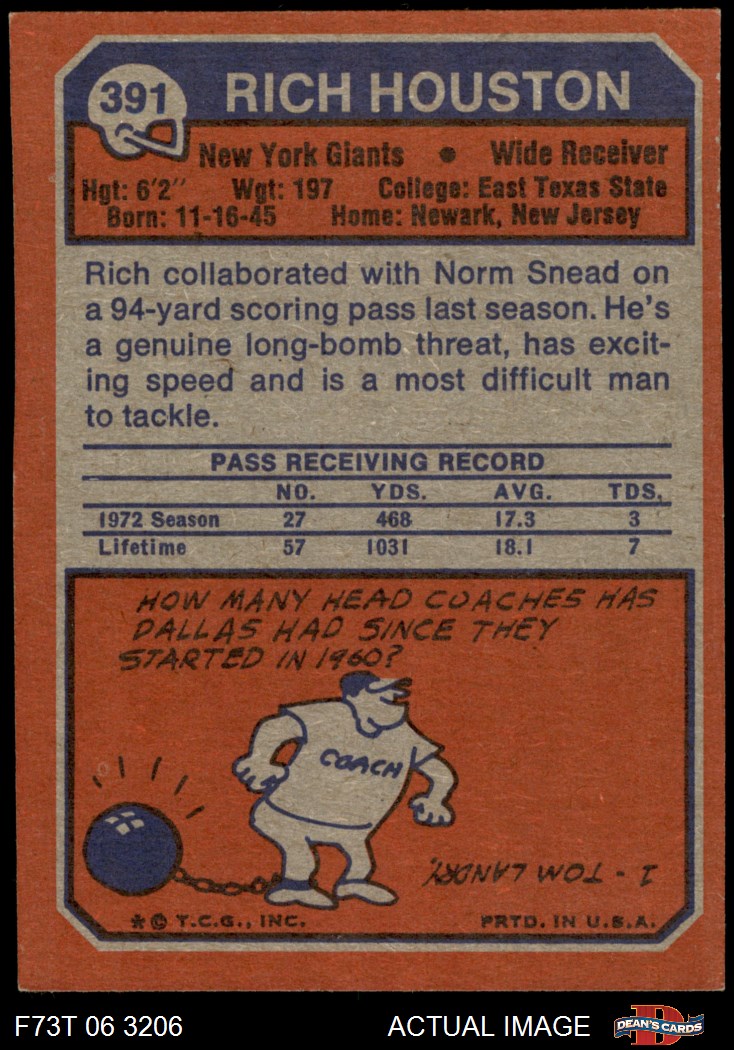 391
RICH HOUSTON
New York Giants • Wide Receiver
Hgt: 6'2" Wgt: 197 College: East Texas State
Born: 11-16-45 Home: Newark, New Jersey
Rich collaborated with Norm Snead on
a 94-yard scoring pass last season. He's
a genuine long-bomb threat, has excit-
ing speed and is a most difficult man
to tackle.
PASS RECEIVING RECORD
NO. YDS. AVG. TDS.
1972 Season 27 468 17.3 3
Lifetime 57 1031 18.1 7
HOW MANY HEAD COACHES HAS
DALLAS HAD SINCE THEY
STARTED IN 1960?
COACH
1 - TOM LANDRY.
* © T.C.G., INC. PRTD. IN U.S.A.
F73T 06 3206 ACTUAL IMAGE
D
DEAN'S CARDS